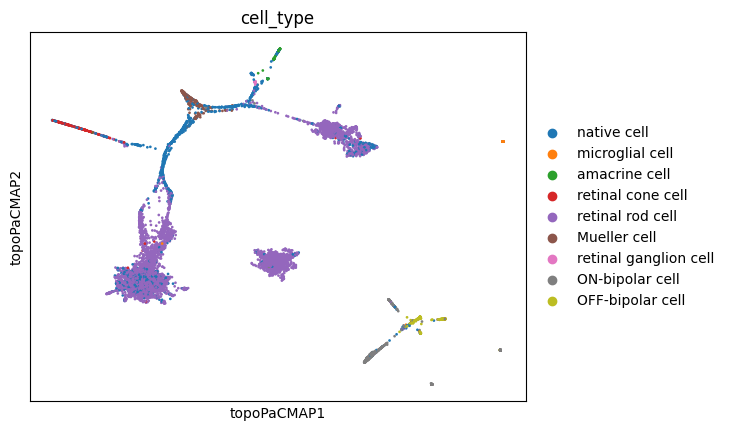 cell_type
topoPaCMAP2
topoPaCMAP1
native cell
microglial cell
amacrine cell
retinal cone cell
retinal rod cell
Mueller cell
retinal ganglion cell
ON-bipolar cell
OFF-bipolar cell